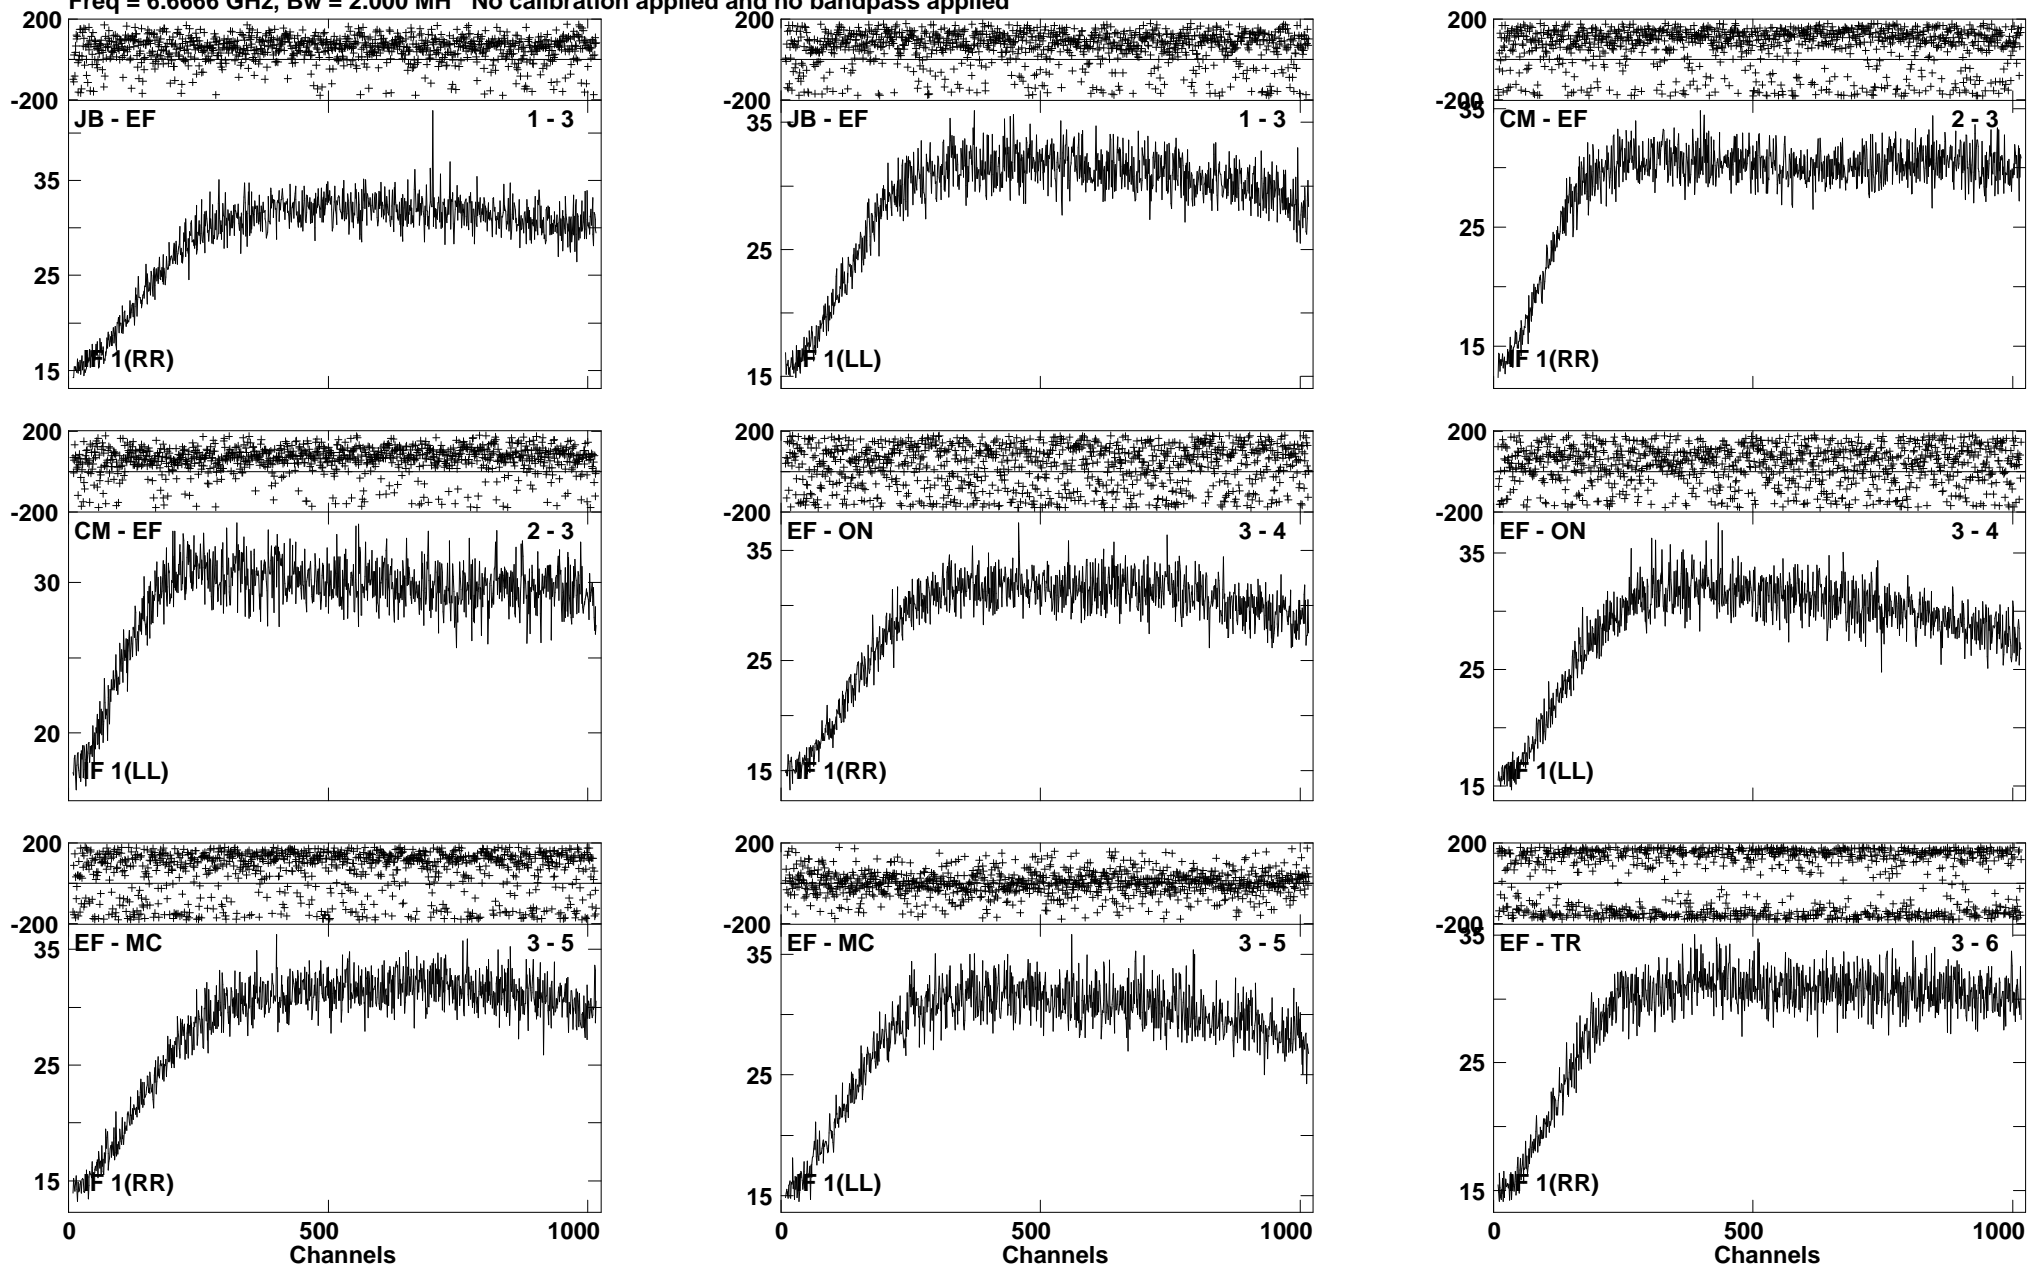 Freq = 6.6666 GHz, Bw = 2.000 MH No calibration applied and no bandpass applied
200
-200
JB - EF 1 - 3
35
25
15
IF 1(RR)
200
-200
JB - EF 1 - 3
35
25
15
IF 1(LL)
200
-200
35
CM - EF 2 - 3
25
15
IF 1(RR)
200
-200
CM - EF 2 - 3
30
20
IF 1(LL)
200
-200
EF - ON 3 - 4
35
25
15
IF 1(RR)
200
-200
EF - ON 3 - 4
35
25
15
IF 1(LL)
200
-200
EF - MC 3 - 5
35
25
15
IF 1(RR)
0 500 1000
Channels
200
-200
EF - MC 3 - 5
35
25
15
IF 1(LL)
0 500 1000
Channels
200
-200
35
EF - TR 3 - 6
25
15
IF 1(RR)
0 500 1000
Channels